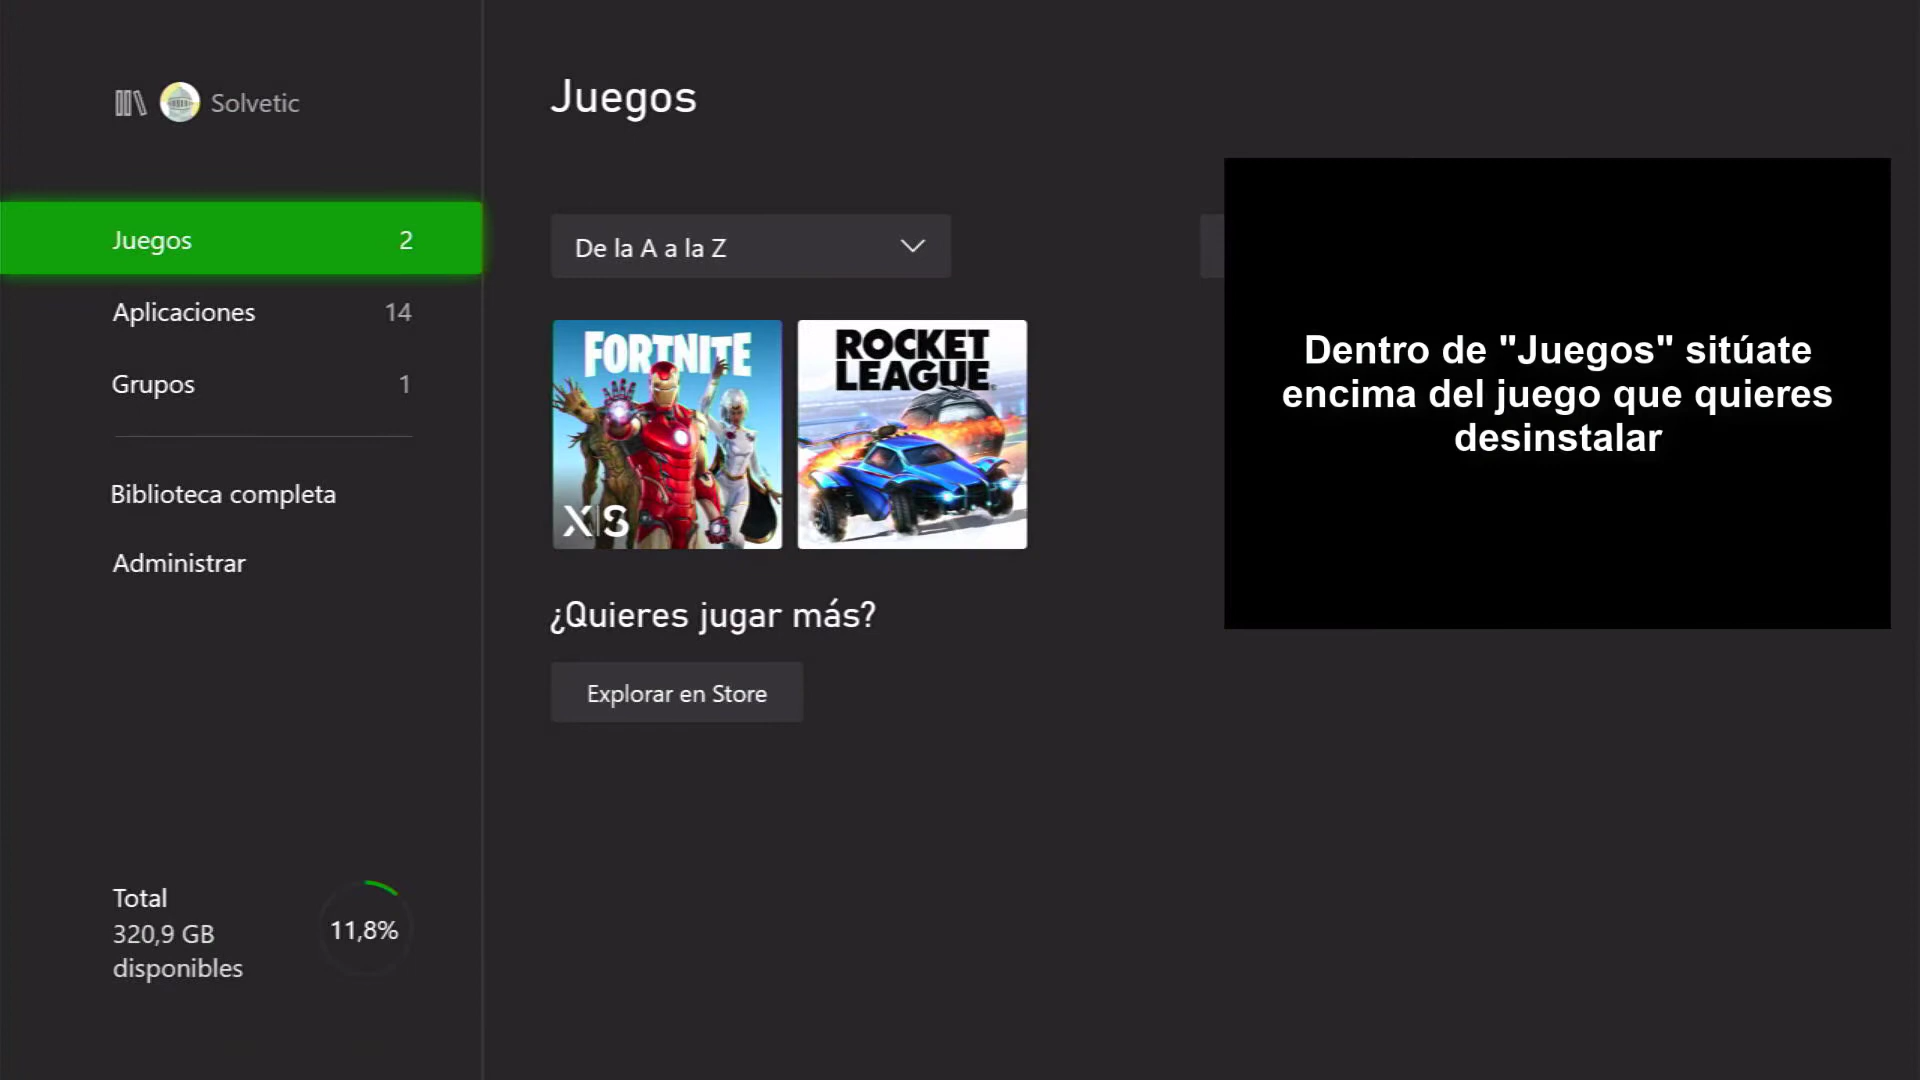 Solvetic
Juegos 2
Aplicaciones 14
Grupos 1
Biblioteca completa
Administrar
Total
320,9 GB
disponibles
11,8%
Juegos
De la A a la Z
FORTNITE
X|S
ROCKET
LEAGUE
¿Quieres jugar más?
Explorar en Store
Dentro de "Juegos" sitúate
encima del juego que quieres
desinstalar